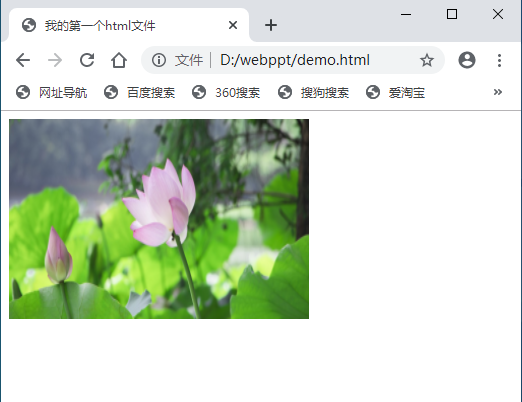 我的第一个html文件
文件 D:/webppt/demo.html
网址导航 百度搜索 360搜索 搜狗搜索 爱淘宝